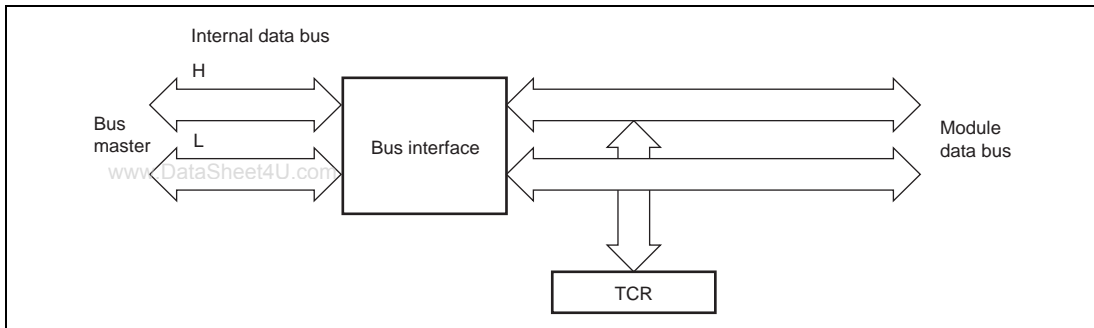 Internal data bus
H
Bus
master
L
www.DataSheet4U.com
Bus interface
Module
data bus
TCR